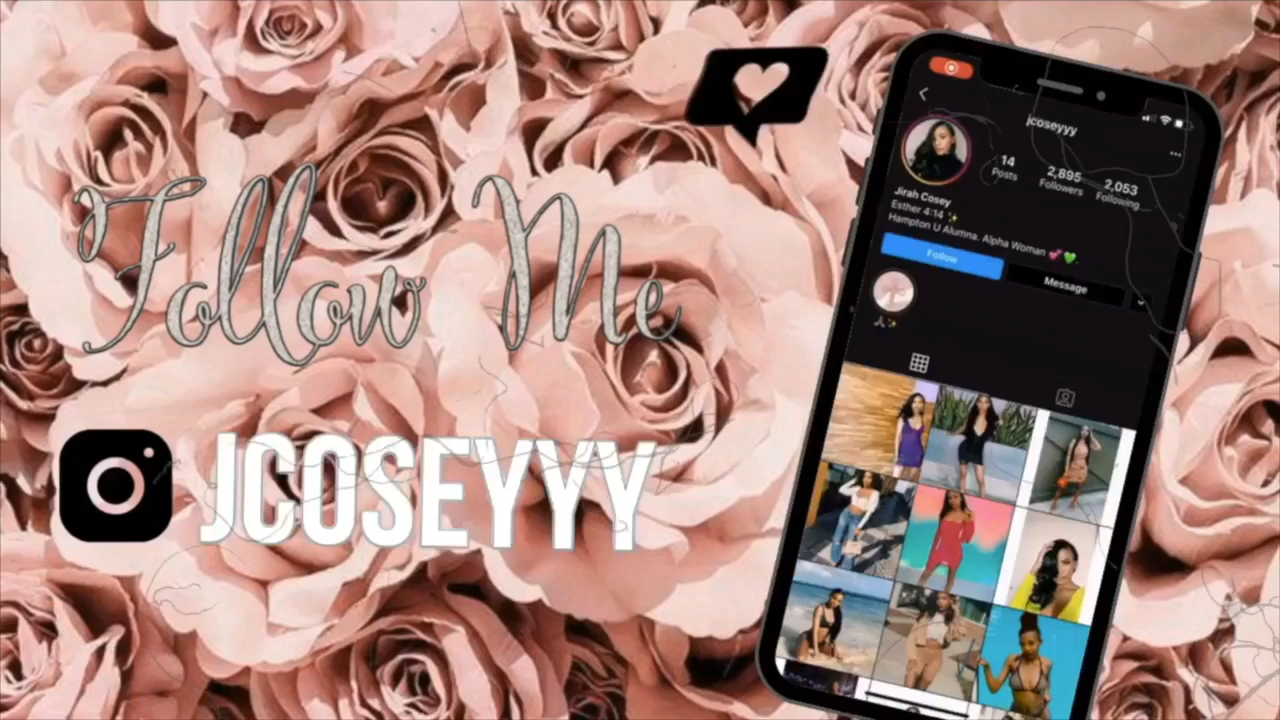 Follow Me
JCOSEYYY
jcoseyyy
14
Posts
2,895
Followers
2,053
Following
Jirah Cosey
Esther 4:14 ✨
Hampton U Alumna. Alpha Woman 💞💚
Follow
Message
🙏🏽✨